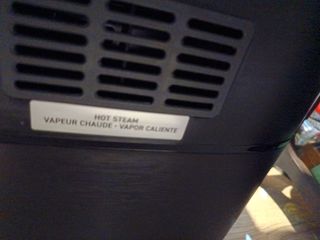 HOT STEAM
VAPEUR CHAUDE • VAPOR CALIENTE